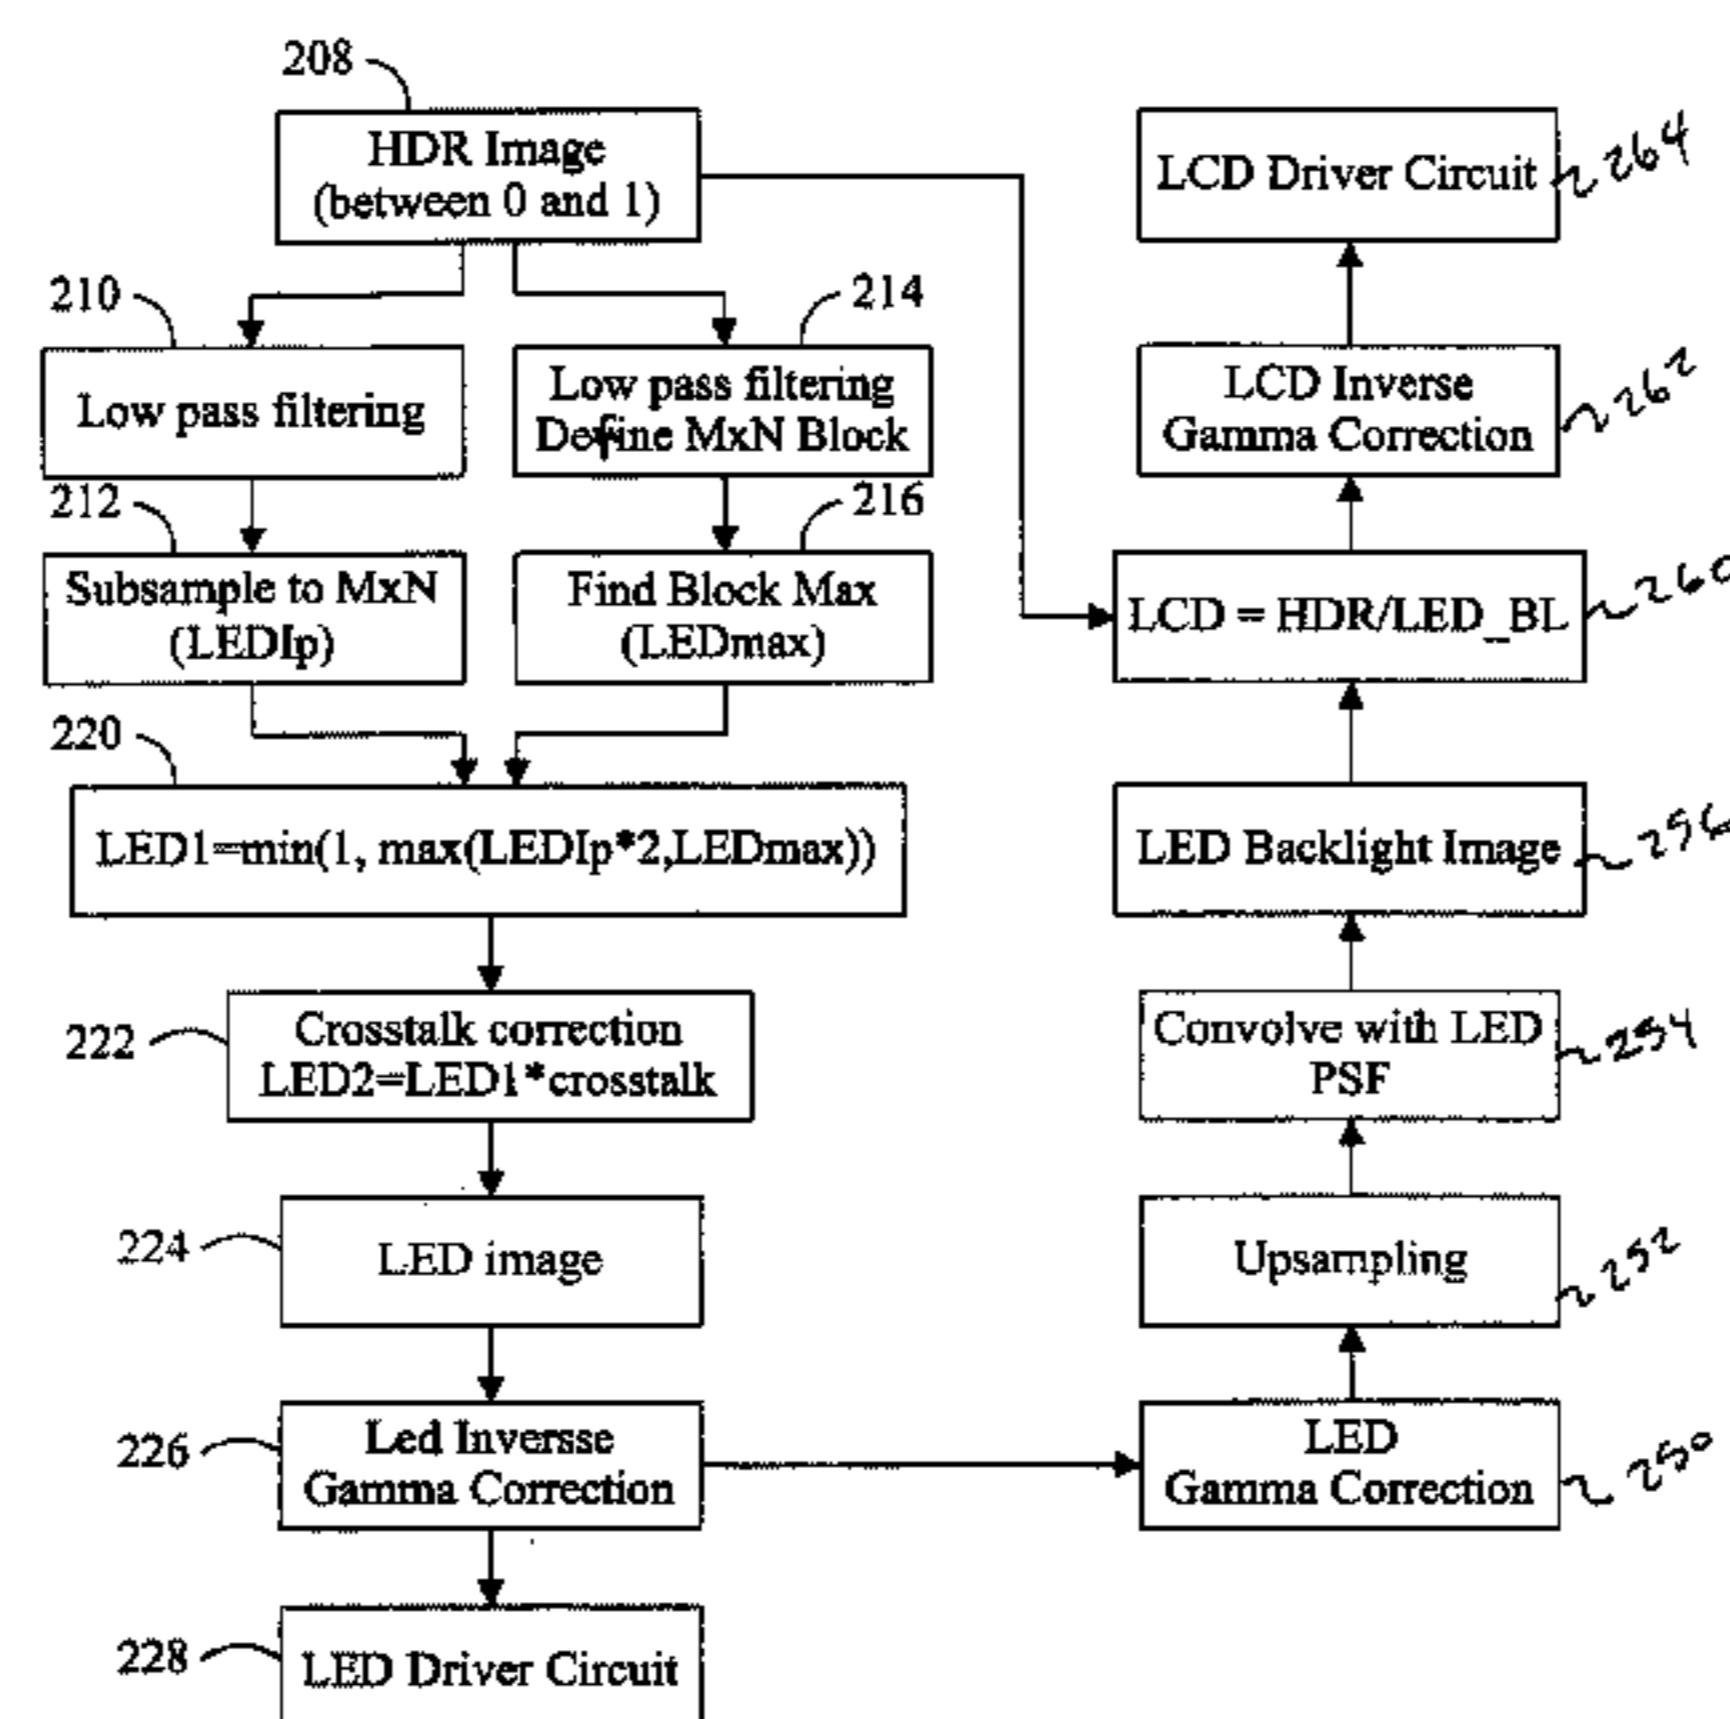 208
HDR Image
(between 0 and 1)
210
Low pass filtering
214
Low pass filtering
Define MxN Block
212
Subsample to MxN
(LEDIp)
216
Find Block Max
(LEDmax)
220
LED1=min(1, max(LEDIp*2,LEDmax))
222
Crosstalk correction
LED2=LED1*crosstalk
224
LED image
226
Led Inversse
Gamma Correction
228
LED Driver Circuit
LCD Driver Circuit
264
LCD Inverse
Gamma Correction
262
LCD = HDR/LED_BL
260
LED Backlight Image
256
Convolve with LED
PSF
254
Upsampling
252
LED
Gamma Correction
250